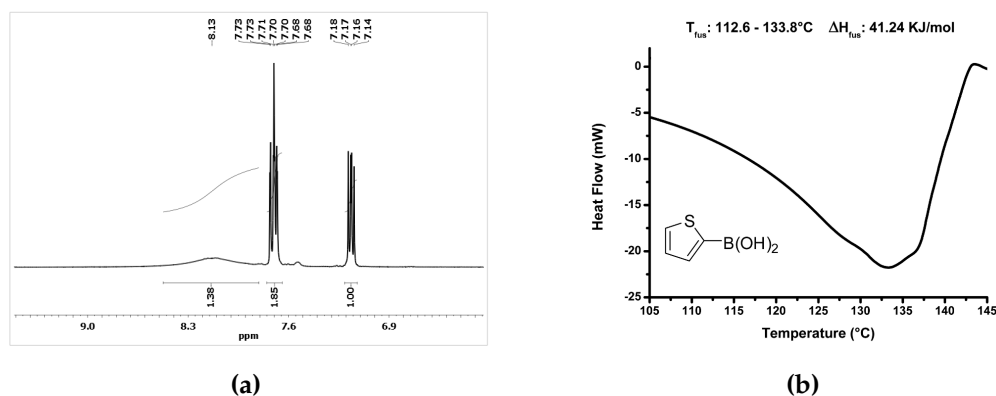 8.13
7.73
7.73
7.71
7.70
7.70
7.68
7.68
7.18
7.17
7.16
7.14
1.38
1.85
1.00
9.0 8.3 7.6 6.9
ppm
(a)
Tfus: 112.6 - 133.8°C ΔHfus: 41.24 KJ/mol
Heat Flow (mW)
0
-5
-10
-15
-20
-25
S
B(OH)2
105 110 115 120 125 130 135 140 145
Temperature (°C)
(b)